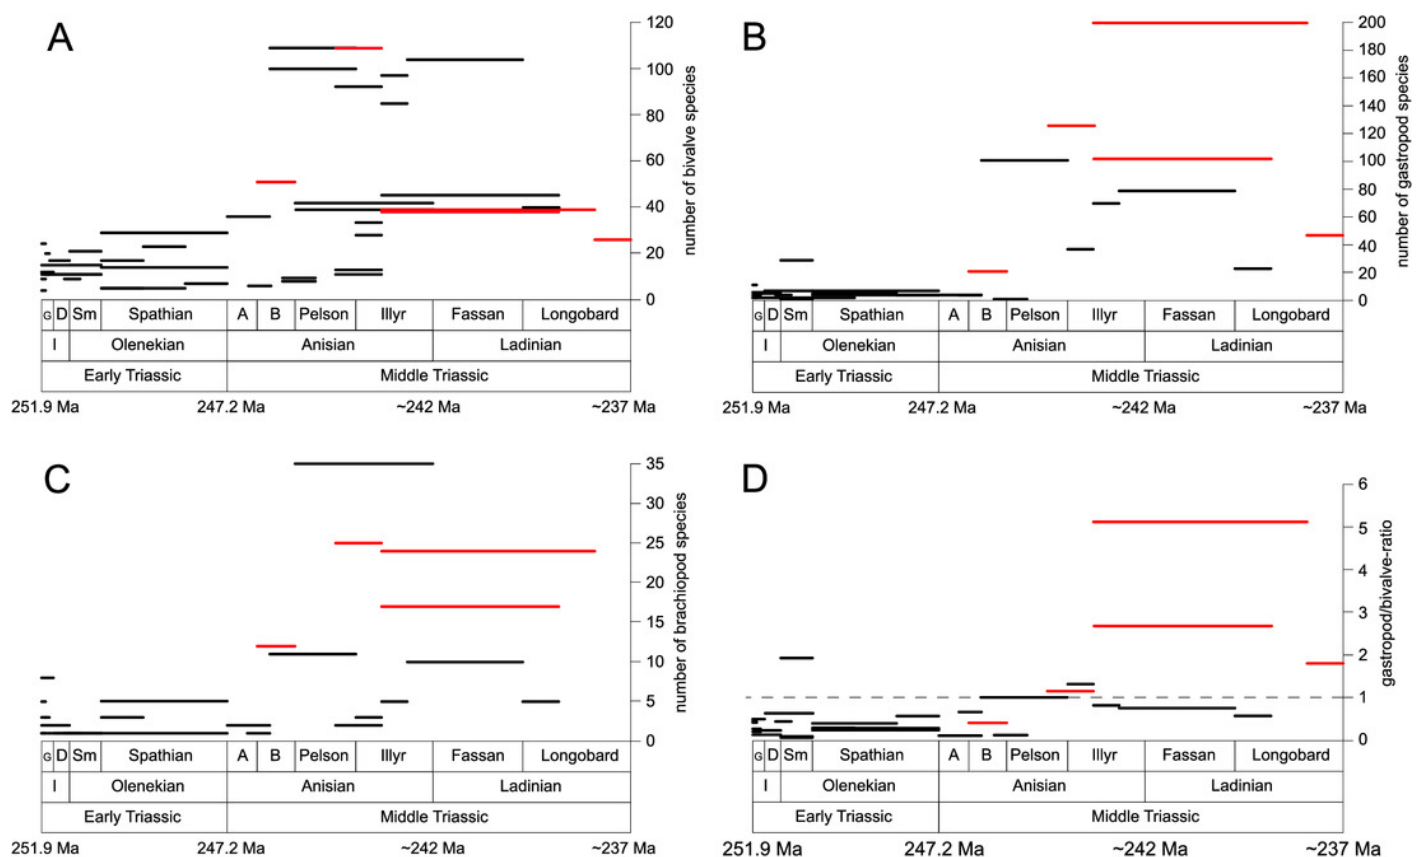 A
120
100
80
60
40
20
0
number of bivalve species
G D Sm Spathian A B Pelson Illyr Fassan Longobard
I Olenekian Anisian Ladinian
Early Triassic Middle Triassic
251.9 Ma 247.2 Ma ~242 Ma ~237 Ma
B
200
180
160
140
120
100
80
60
40
20
0
number of gastropod species
G D Sm Spathian A B Pelson Illyr Fassan Longobard
I Olenekian Anisian Ladinian
Early Triassic Middle Triassic
251.9 Ma 247.2 Ma ~242 Ma ~237 Ma
C
35
30
25
20
15
10
5
0
number of brachiopod species
G D Sm Spathian A B Pelson Illyr Fassan Longobard
I Olenekian Anisian Ladinian
Early Triassic Middle Triassic
251.9 Ma 247.2 Ma ~242 Ma ~237 Ma
D
6
5
4
3
2
1
0
gastropod/bivalve-ratio
G D Sm Spathian A B Pelson Illyr Fassan Longobard
I Olenekian Anisian Ladinian
Early Triassic Middle Triassic
251.9 Ma 247.2 Ma ~242 Ma ~237 Ma